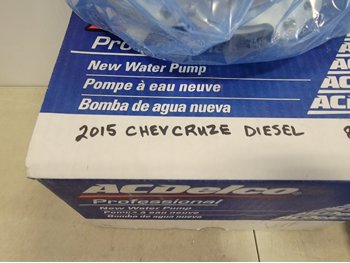 Professional
New Water Pump
Pompe à eau neuve
Bomba de agua nueva
AC
2015 CHEVCRUZE DIESEL
ACDelco
Professional
New Water Pump
Pompe à eau neuve
Bomba de agua nueva